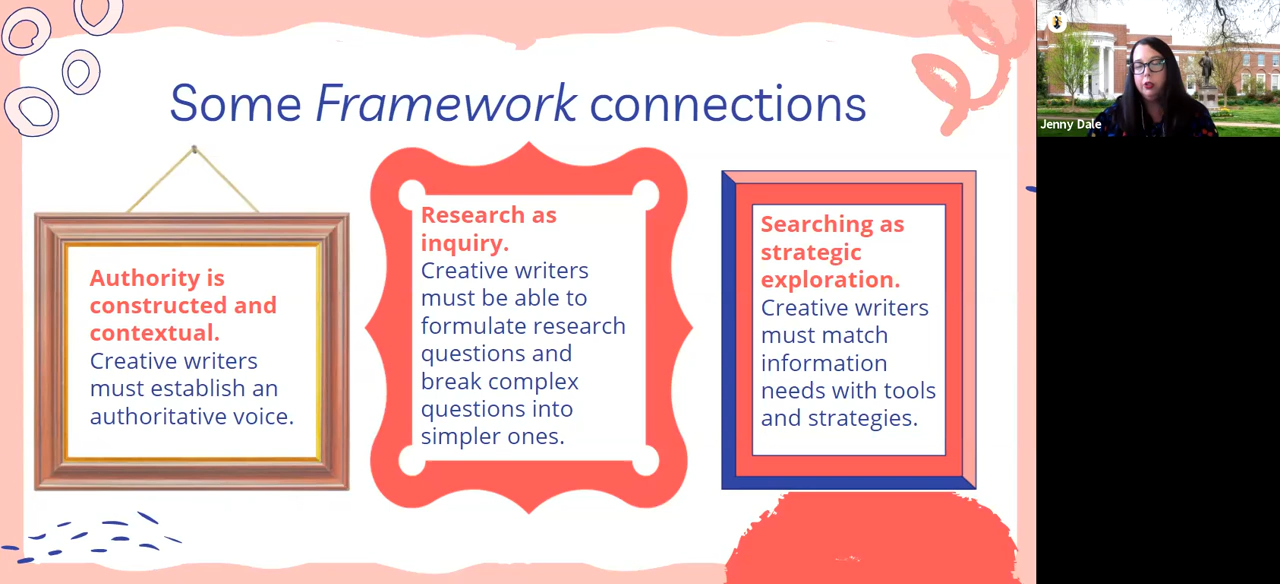 Some Framework connections
Authority is
constructed and
contextual.
Creative writers
must establish an
authoritative voice.
Research as
inquiry.
Creative writers
must be able to
formulate research
questions and
break complex
questions into
simpler ones.
Searching as
strategic
exploration.
Creative writers
must match
information
needs with tools
and strategies.
Jenny Dale